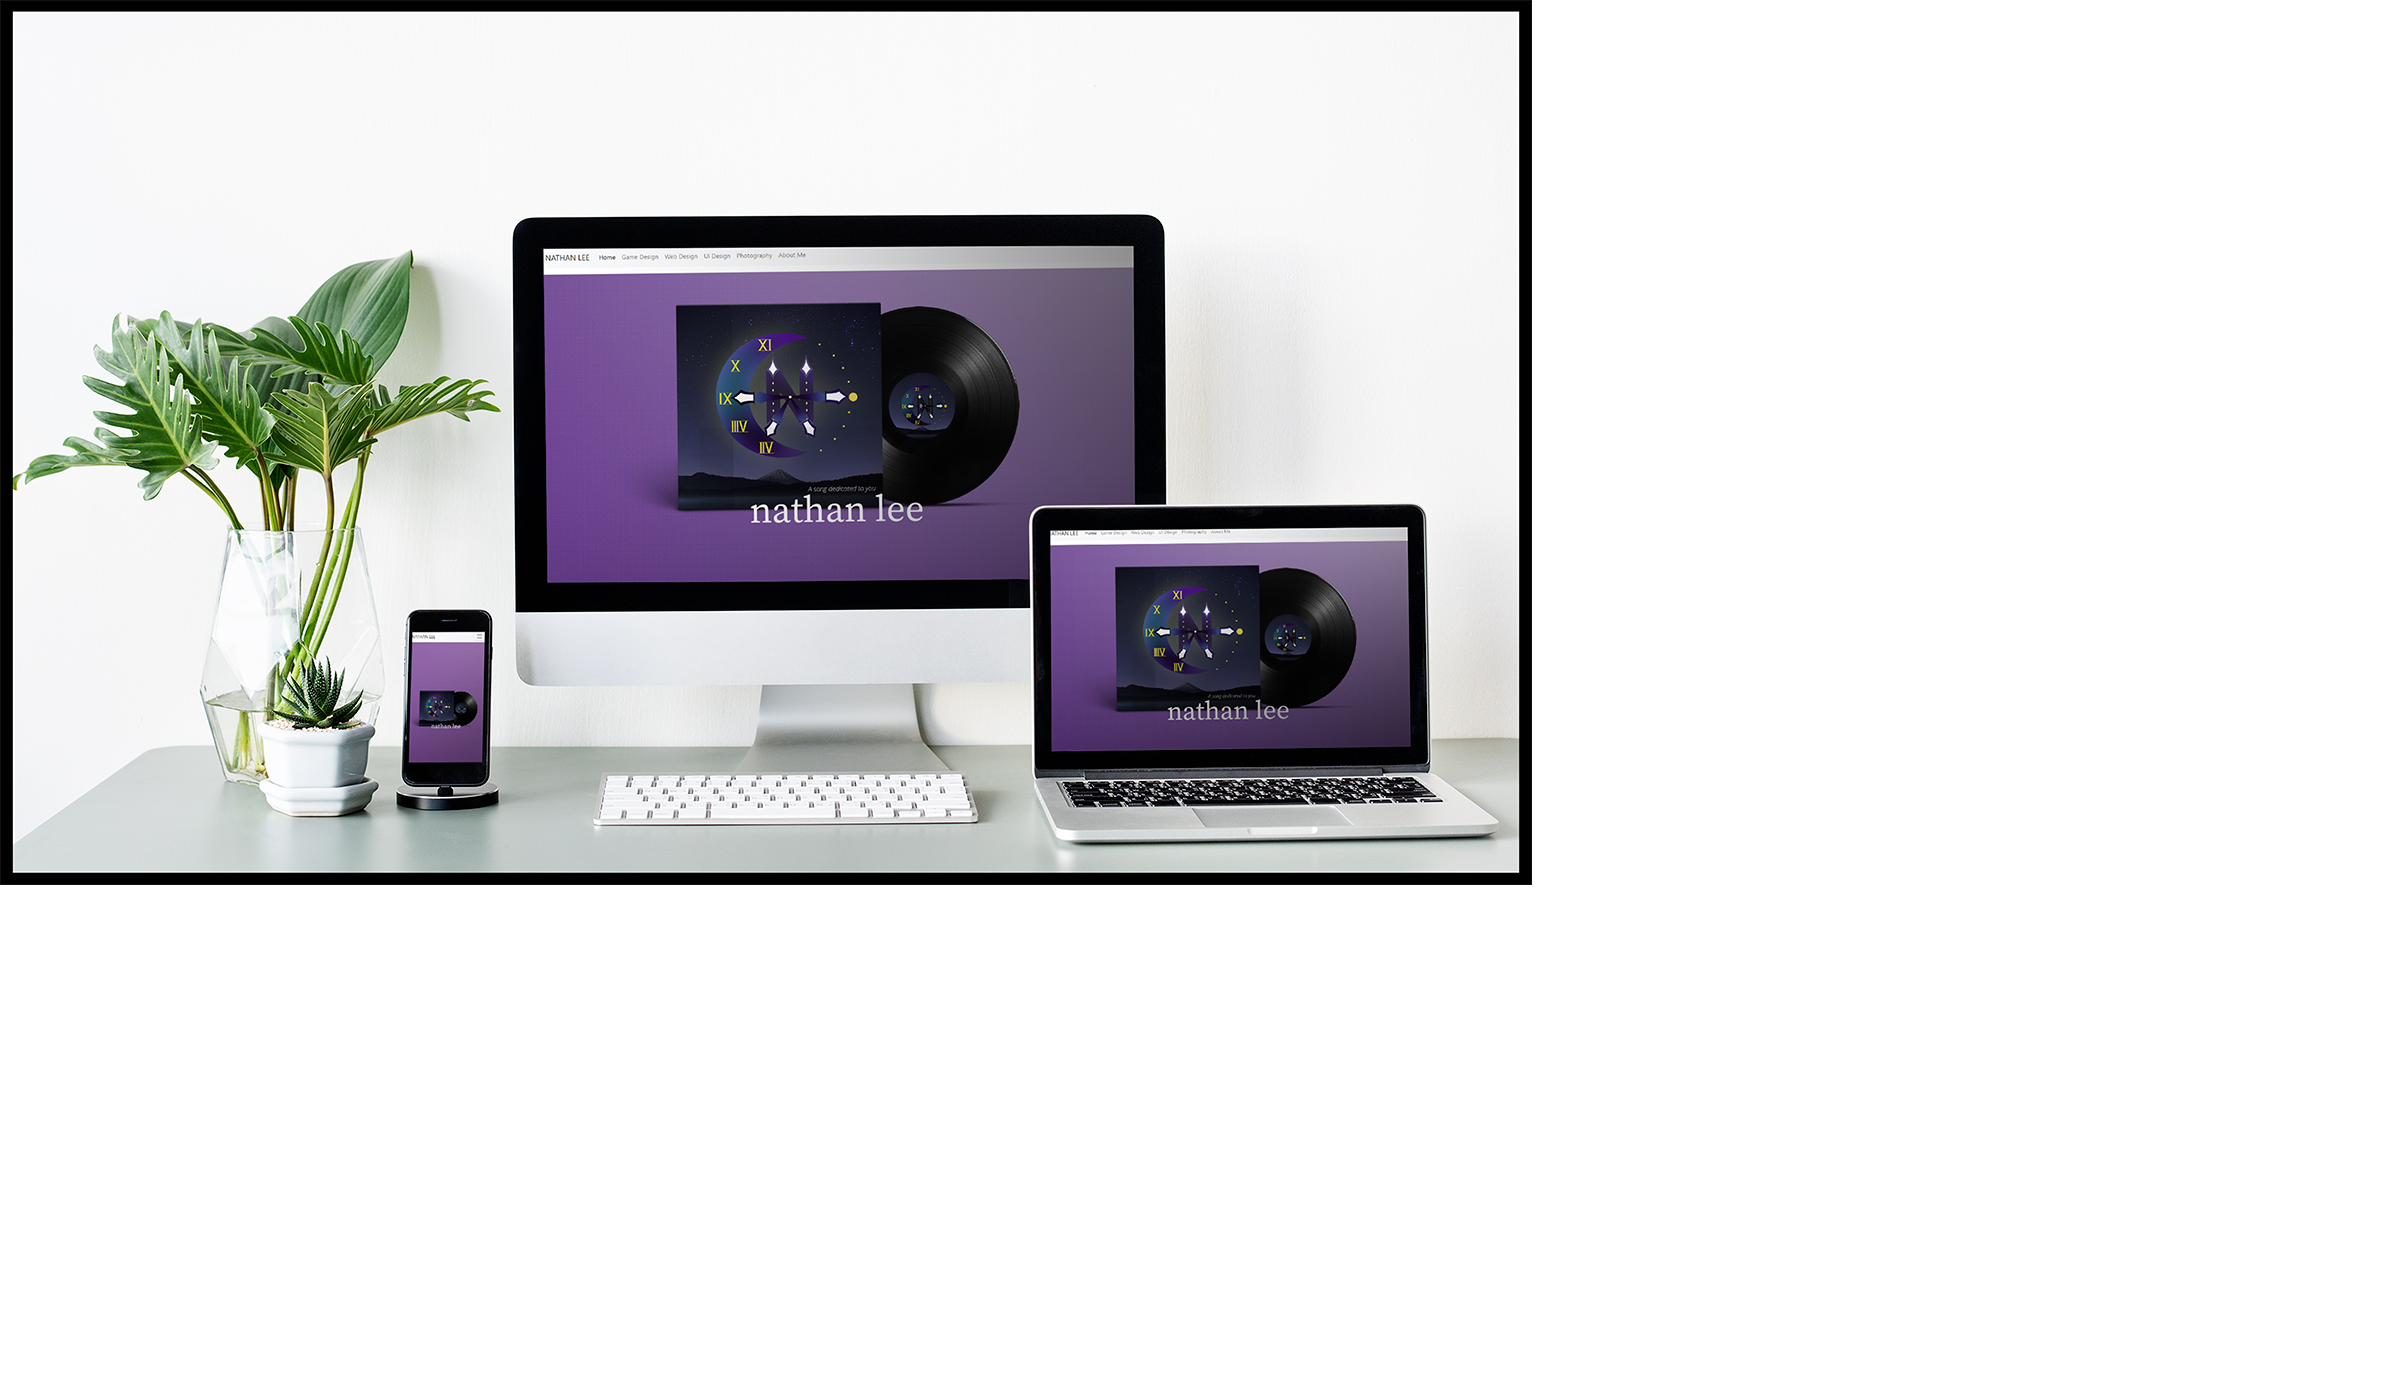 NATHAN LEE Home Game Design Web Design UI Design Photography About Me
XI
X
IX
IIIV
IIV
A song dedicated to you
nathan lee
NATHAN LEE Home Game Design Web Design UI Design Photography About Me
XI
X
IX
IIIV
IIV
A song dedicated to you
nathan lee
NATHAN LEE
nathan lee